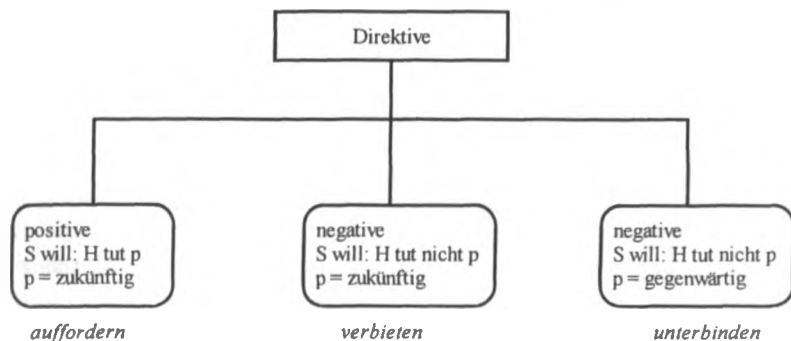 Direktive
positive
S will: H tut p
p = zukünftig
auffordern
negative
S will: H tut nicht p
p = zukünftig
verbieten
negative
S will: H tut nicht p
p = gegenwärtig
unterbinden